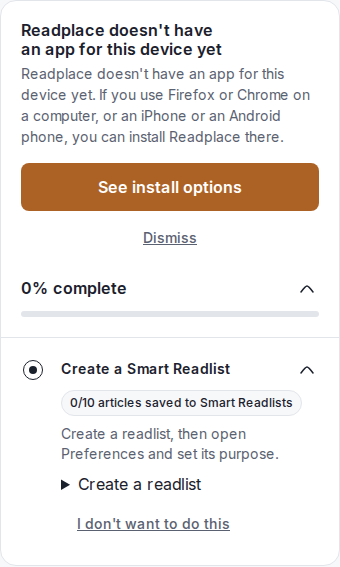 Readplace doesn't have
an app for this device yet
Readplace doesn't have an app for this
device yet. If you use Firefox or Chrome on
a computer, or an iPhone or an Android
phone, you can install Readplace there.
See install options
Dismiss
0% complete
Create a Smart Readlist
0/10 articles saved to Smart Readlists
Create a readlist, then open
Preferences and set its purpose.
Create a readlist
I don't want to do this